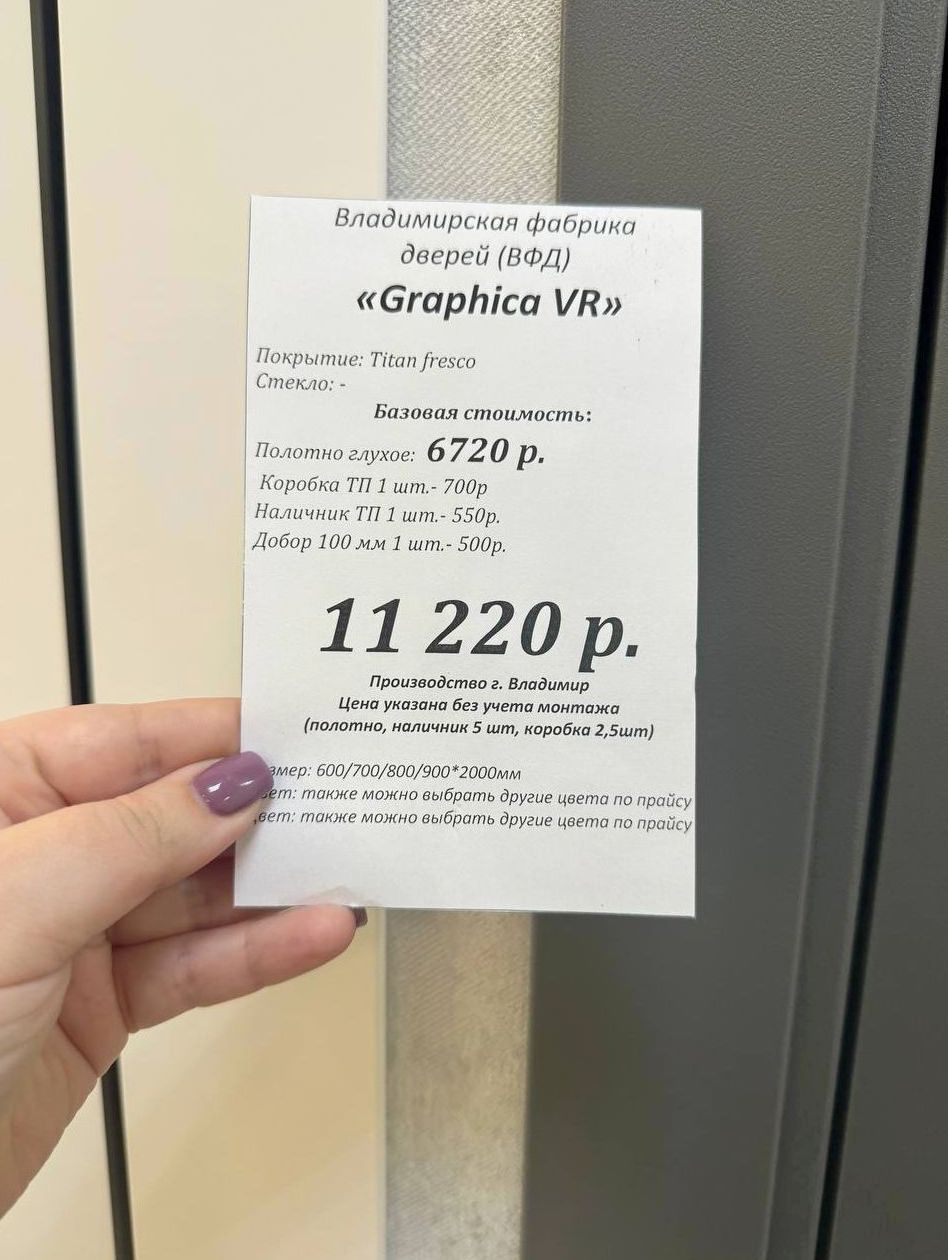 Владимирская фабрика
дверей (ВФД)
«Graphica VR»
Покрытие: Titan fresco
Стекло: -
Базовая стоимость:
Полотно глухое: 6720 р.
Коробка ТП 1 шт.- 700р
Наличник ТП 1 шт.- 550р.
Добор 100 мм 1 шт.- 500р.
11 220 р.
Производство г. Владимир
Цена указана без учета монтажа
(полотно, наличник 5 шт, коробка 2,5шт)
змер: 600/700/800/900*2000мм
вет: также можно выбрать другие цвета по прайсу
вет: также можно выбрать другие цвета по прайсу